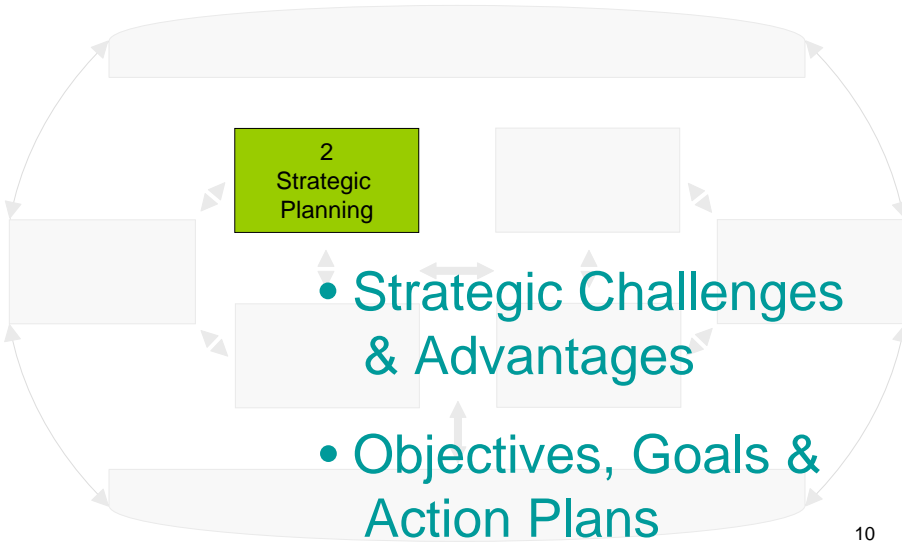 2
Strategic
Planning
• Strategic Challenges
& Advantages
• Objectives, Goals &
Action Plans
10